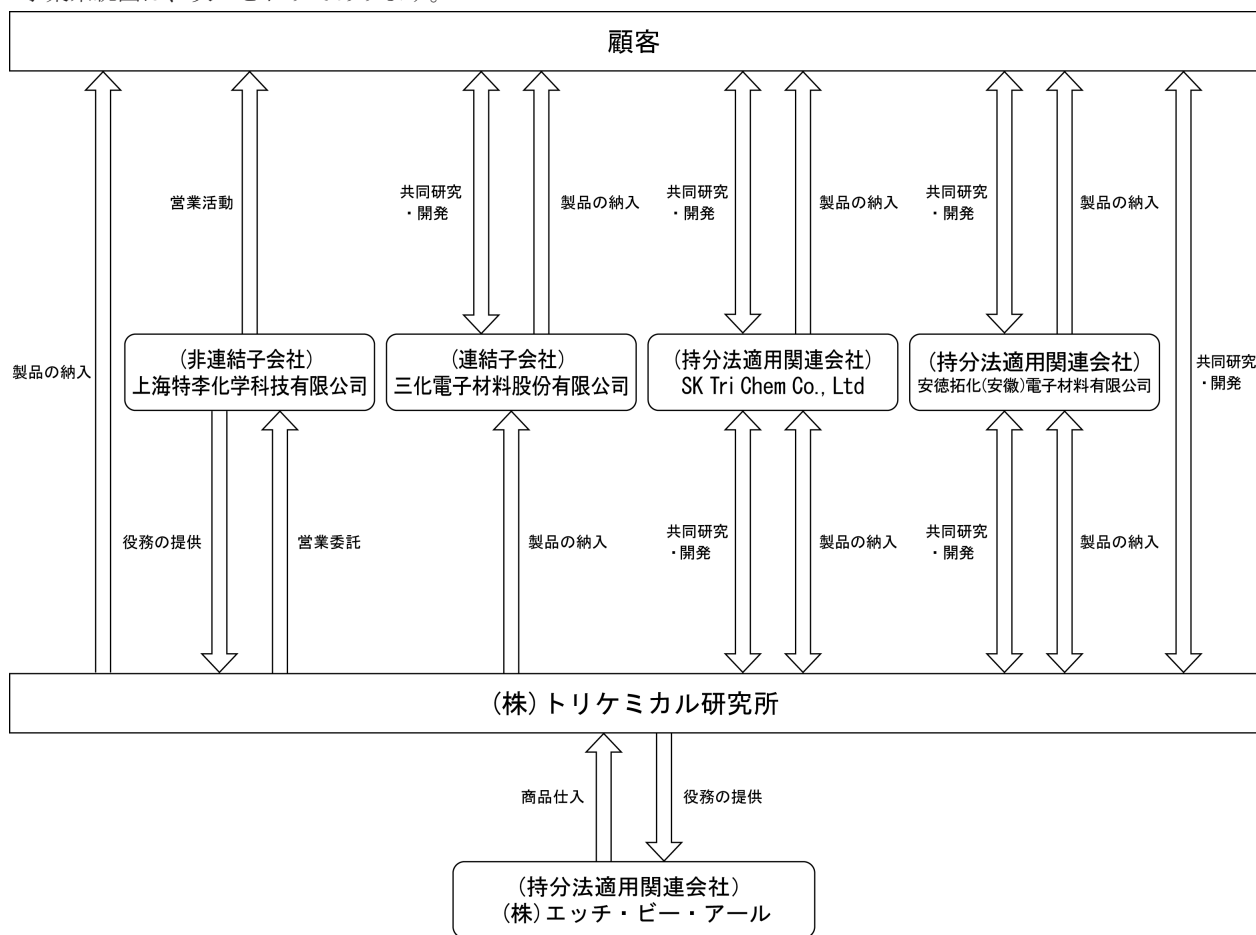 顧客
営業活動
共同研究
・開発
製品の納入
共同研究
・開発
製品の納入
共同研究
・開発
製品の納入
製品の納入
(非連結子会社)
上海特李化学科技有限公司
(連結子会社)
三化電子材料股份有限公司
(持分法適用関連会社)
SK Tri Chem Co., Ltd
(持分法適用関連会社)
安徳拓化(安徽)電子材料有限公司
共同研究
・開発
役務の提供
営業委託
製品の納入
共同研究
・開発
製品の納入
共同研究
・開発
製品の納入
(株)トリケミカル研究所
商品仕入
役務の提供
(持分法適用関連会社)
(株)エッチ・ビー・アール